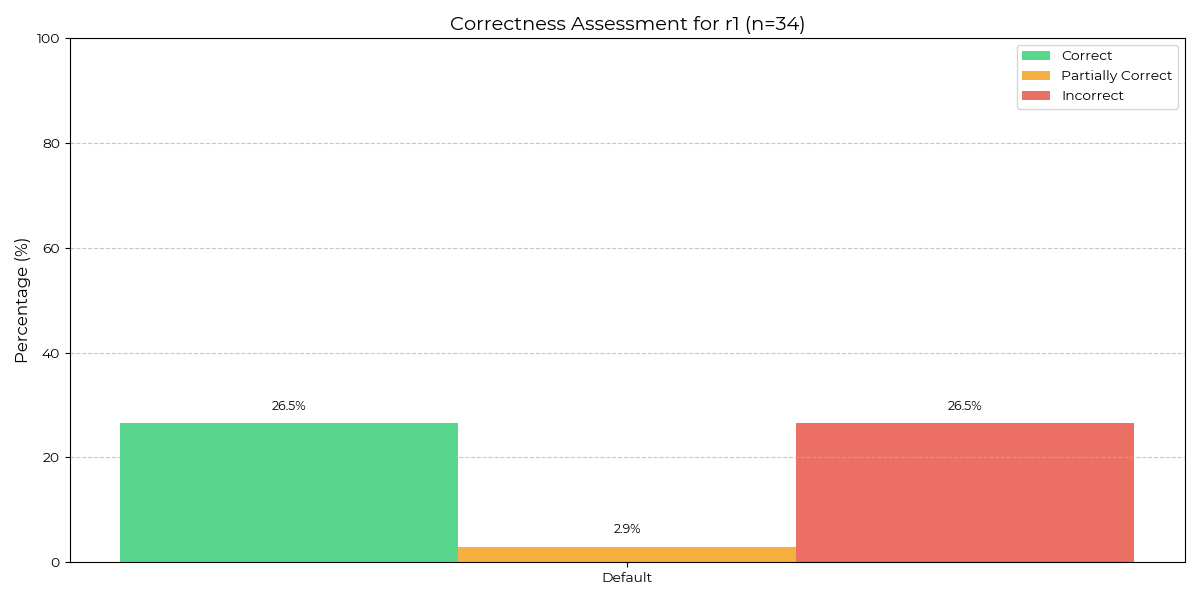 Correctness Assessment for r1 (n=34)
100
80
60
40
20
0
Percentage (%)
Correct
Partially Correct
Incorrect
26.5%
2.9%
26.5%
Default